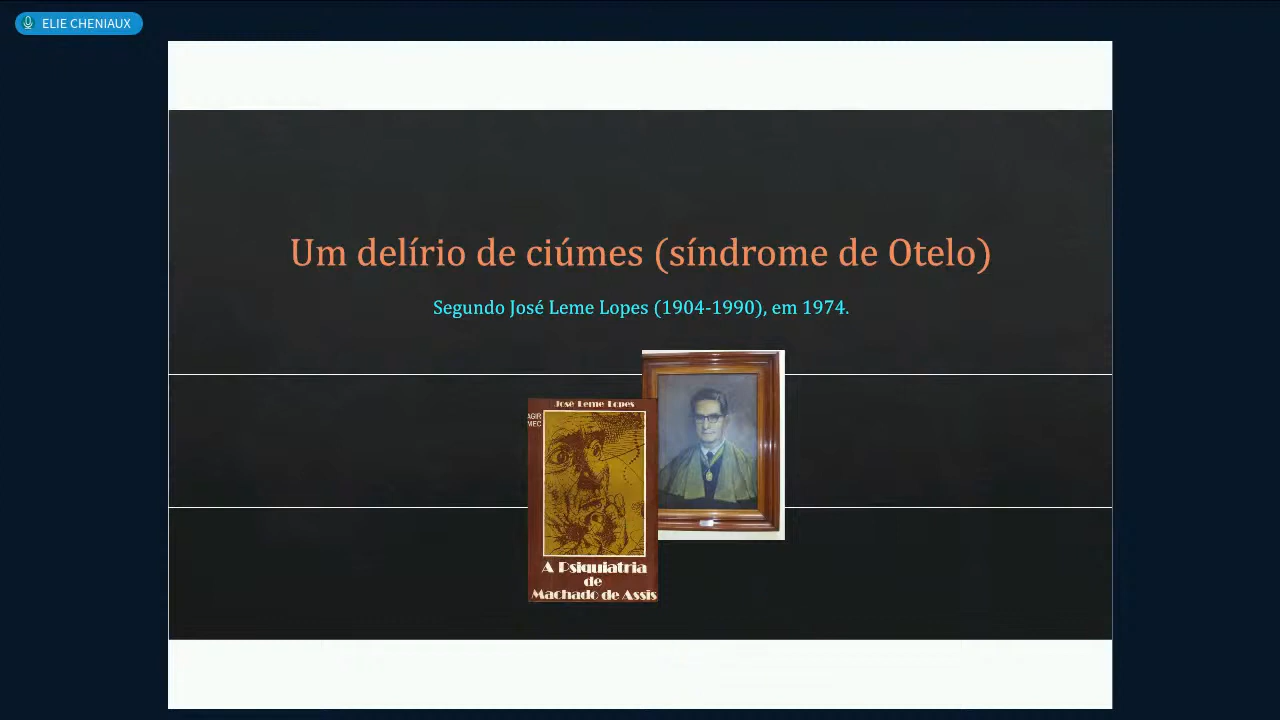 ELIE CHENIAUX
Um delírio de ciúmes (síndrome de Otelo)
Segundo José Leme Lopes (1904-1990), em 1974.
José Leme Lopes
AGIR
MEC
A Psiquiatria
de
Machado de Assis